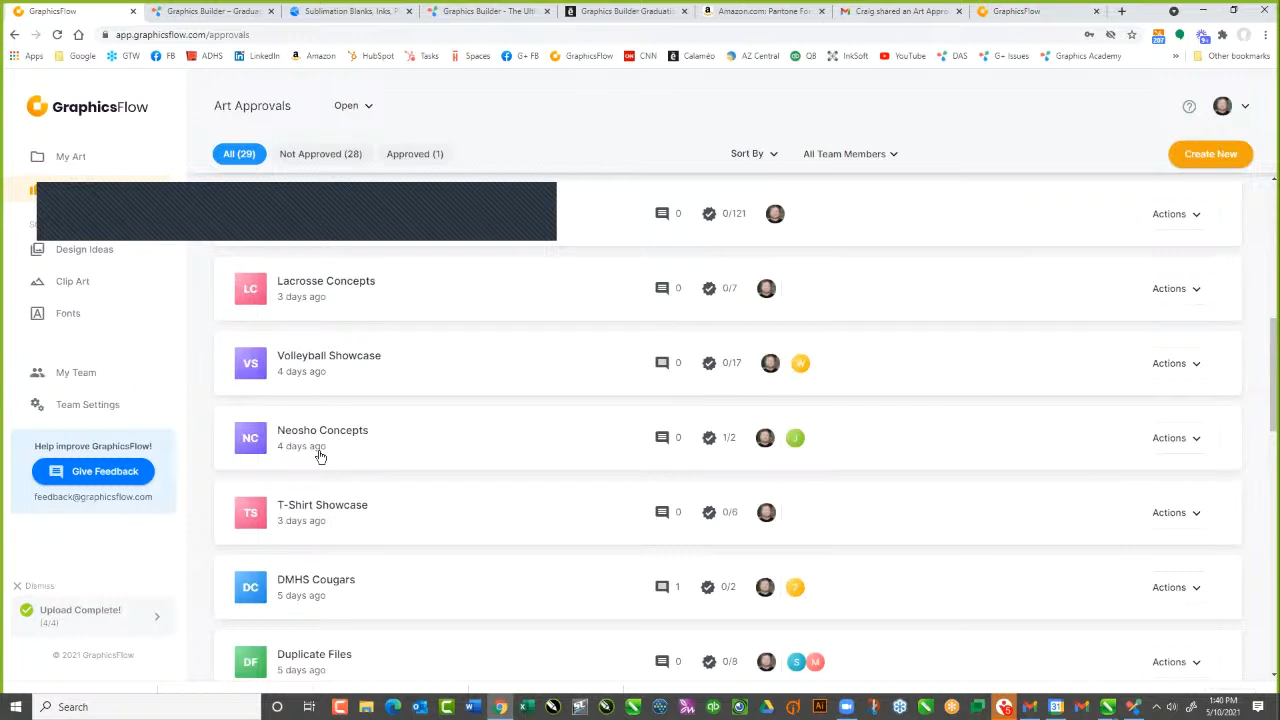 GraphicsFlow
Graphics Builder – Graduati
Sublimation Blanks, Inks, P
Graphics Builder - The Ulti
Graphics Builder Graduatio
Amazon.com: Pantone For
Craig shared an Art Approv
GraphicsFlow
app.graphicsflow.com/approvals
Apps
Google
GTW
FB
ADHS
LinkedIn
Amazon
HubSpot
Tasks
Spaces
G+ FB
GraphicsFlow
CNN
Calaméo
AZ Central
QB
InkSoft
YouTube
DAS
G+ Issues
Graphics Academy
»
Other bookmarks
GraphicsFlow
Art Approvals
Open
My Art
All (29)
Not Approved (28)
Approved (1)
Sort By
All Team Members
Create New
0
0/121
Actions
Design Ideas
Clip Art
Fonts
My Team
Team Settings
LC
Lacrosse Concepts
3 days ago
0
0/7
Actions
VS
Volleyball Showcase
4 days ago
0
0/17
W
Actions
NC
Neosho Concepts
4 days ago
0
1/2
J
Actions
TS
T-Shirt Showcase
3 days ago
0
0/6
Actions
DC
DMHS Cougars
5 days ago
1
0/2
Actions
DF
Duplicate Files
5 days ago
0
0/8
S
M
Actions
Help improve GraphicsFlow!
Give Feedback
feedback@graphicsflow.com
Dismiss
Upload Complete!
(4/4)
© 2021 GraphicsFlow
Search
1:40 PM
5/10/2021